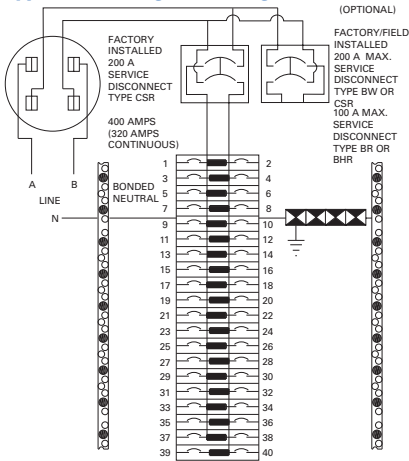 (OPTIONAL)
FACTORY
INSTALLED
200 A
SERVICE
DISCONNECT
TYPE CSR
400 AMPS
(320 AMPS
CONTINUOUS)
FACTORY/FIELD
INSTALLED
200 A  MAX.
SERVICE
DISCONNECT
TYPE BW OR
CSR
100 A MAX.
SERVICE
DISCONNECT
TYPE BR OR
BHR
A B
LINE
N
BONDED
NEUTRAL
1 2
3 4
5 6
7 8
9 10
11 12
13 14
15 16
17 18
19 20
21 22
23 24
25 26
27 28
29 30
31 32
33 34
35 36
37 38
39 40